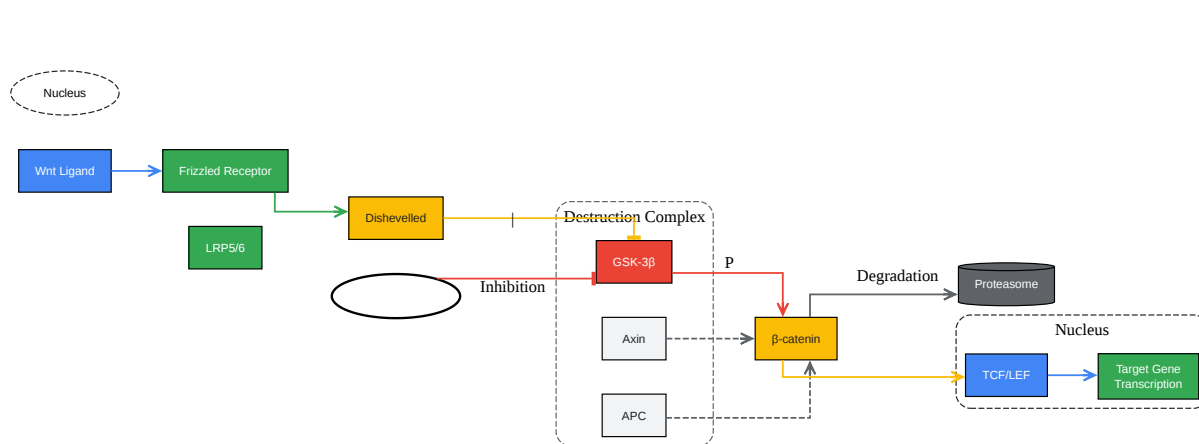 Nucleus
Wnt Ligand
Frizzled Receptor
LRP5/6
Dishevelled
|
Destruction Complex
GSK-3β
Inhibition
P
Axin
APC
β-catenin
Degradation
Proteasome
Nucleus
TCF/LEF
Target Gene
Transcription